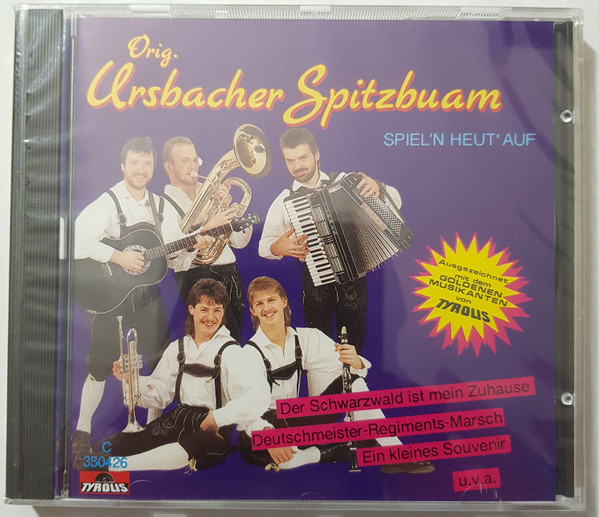 Orig.
Ursbacher Spitzbuam
SPIEL'N HEUT' AUF
Ausgezeichnet
mit dem
GOLDENEN
MUSIKANTEN
von
TYROLIS
Der Schwarzwald ist mein Zuhause
Deutschmeister-Regiments-Marsch
Ein kleines Souvenir
u.v.a.
C
350426
TYROLIS